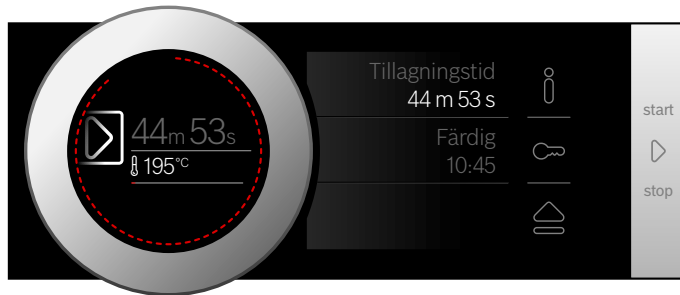 44m 53s
195°C
Tillagningstid
44 m 53 s
Färdig
10:45
start
stop